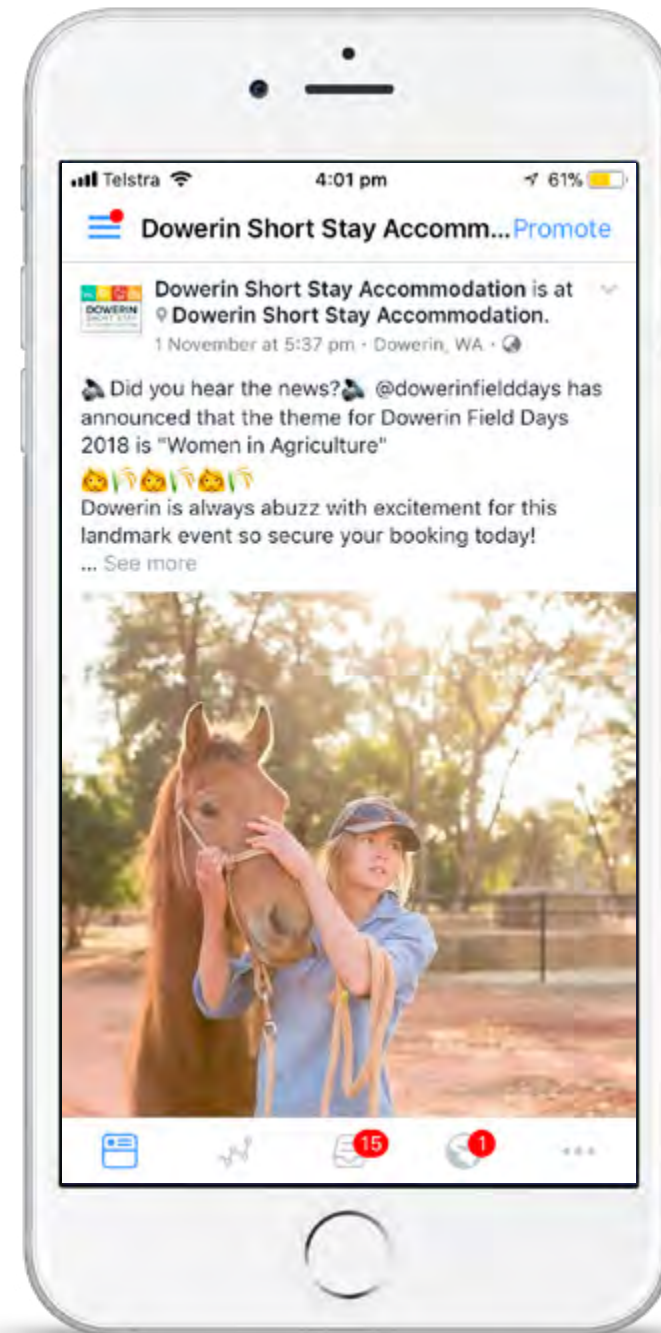 Telstra 4:01 pm 61%
Dowerin Short Stay Accomm... Promote
DOWERIN
Dowerin Short Stay Accommodation is at
Dowerin Short Stay Accommodation.
1 November at 5:37 pm · Dowerin, WA ·
Did you hear the news? @dowerinfielddays has
announced that the theme for Dowerin Field Days
2018 is "Women in Agriculture"
Dowerin is always abuzz with excitement for this
landmark event so secure your booking today!
... See more
15 1